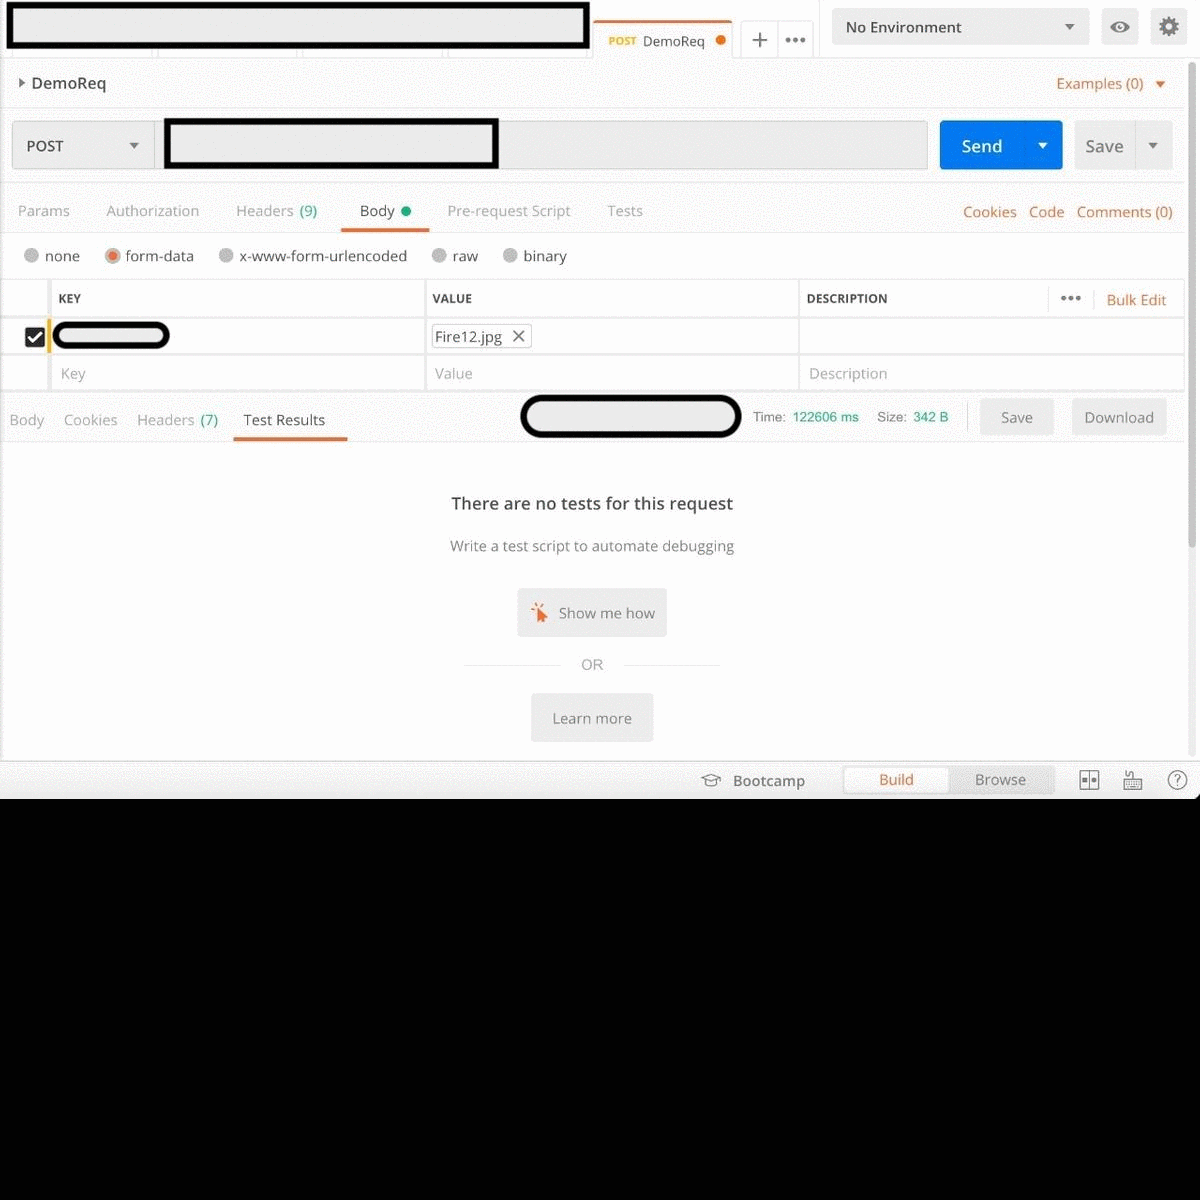 POST DemoReq
No Environment
DemoReq
Examples (0)
POST
Send
Save
Params Authorization Headers (9) Body Pre-request Script Tests Cookies Code Comments (0)
none form-data x-www-form-urlencoded raw binary
KEY VALUE DESCRIPTION Bulk Edit
Fire12.jpg
Key Value Description
Body Cookies Headers (7) Test Results Time: 122606 ms Size: 342 B Save Download
There are no tests for this request
Write a test script to automate debugging
Show me how
OR
Learn more
Bootcamp Build Browse